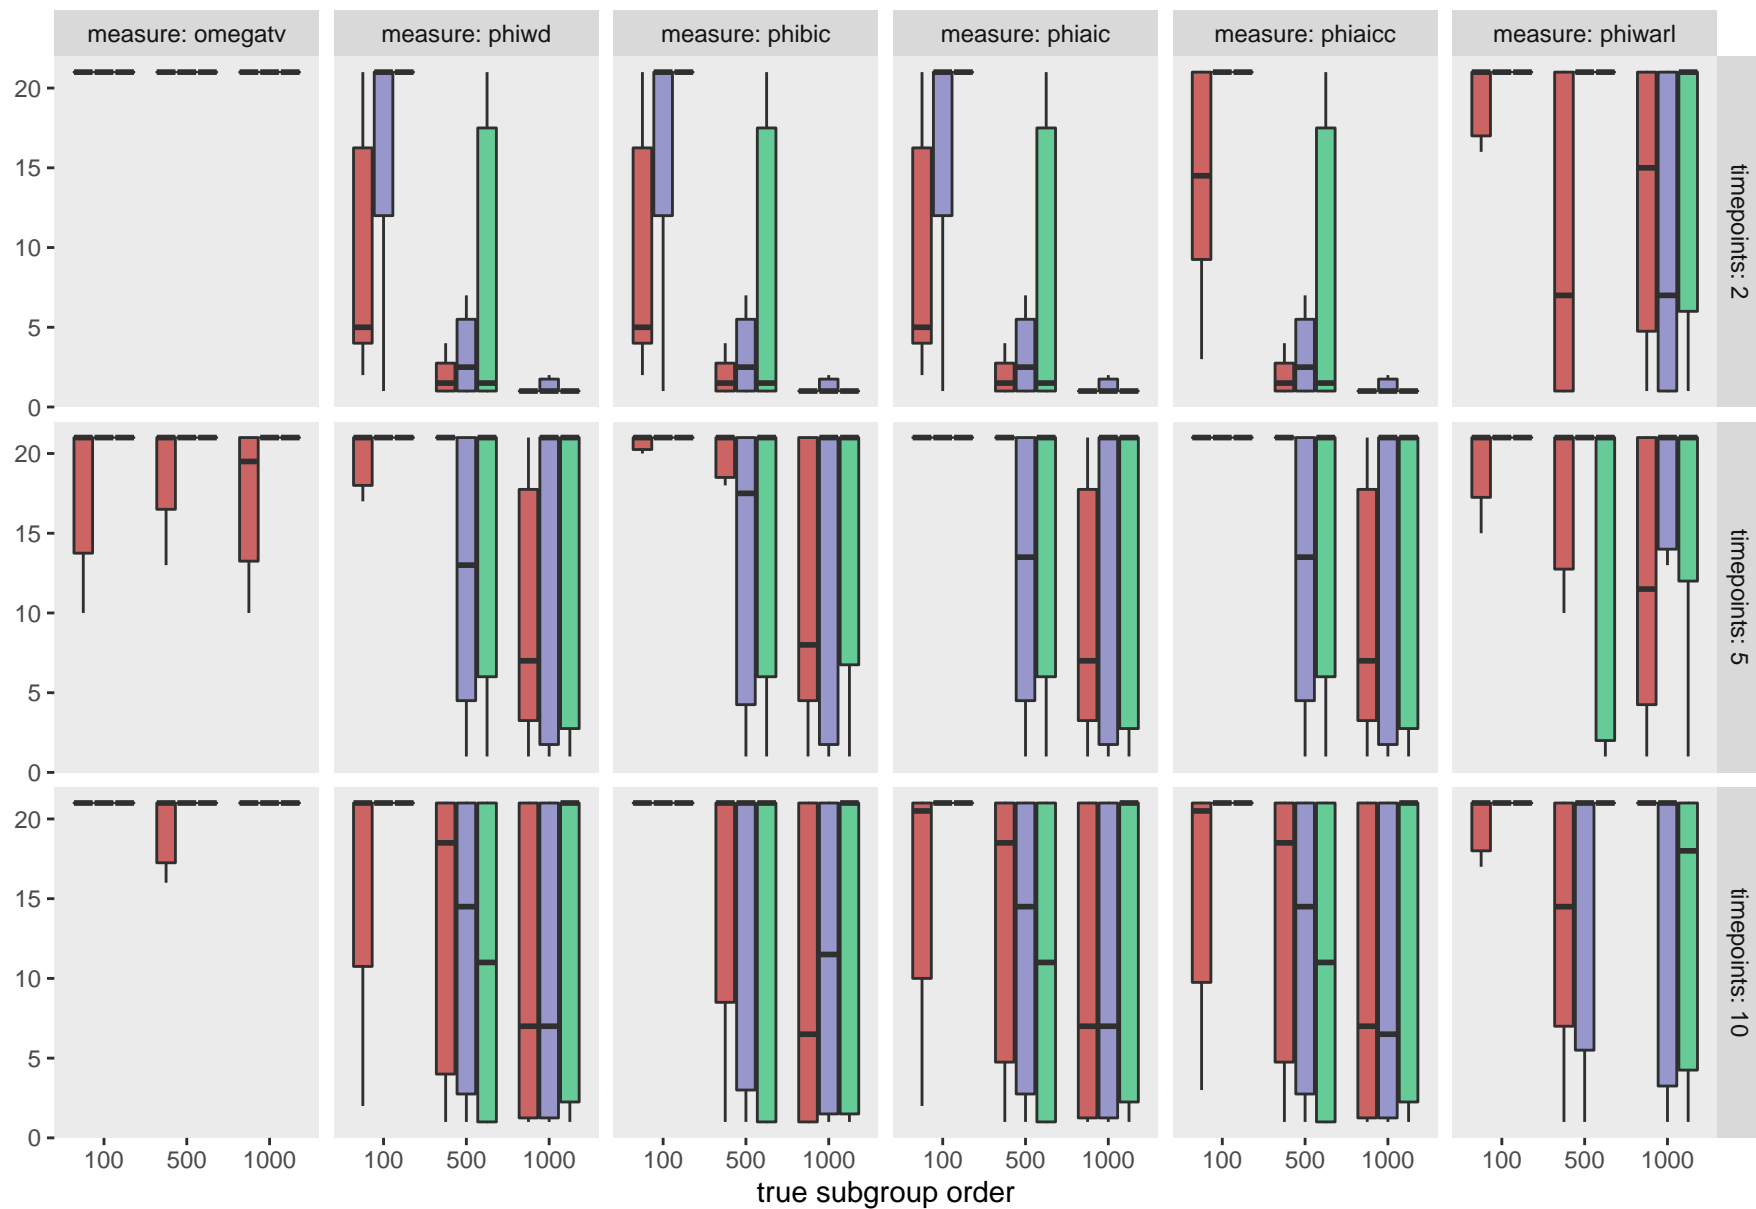 measure: omegatv measure: phiwd measure: phibic measure: phiaic measure: phiaicc measure: phiwarl
20
15
10
5
0
timepoints: 2
20
15
10
5
0
timepoints: 5
20
15
10
5
0
timepoints: 10
100 500 1000 100 500 1000 100 500 1000 100 500 1000 100 500 1000 100 500 1000
true subgroup order